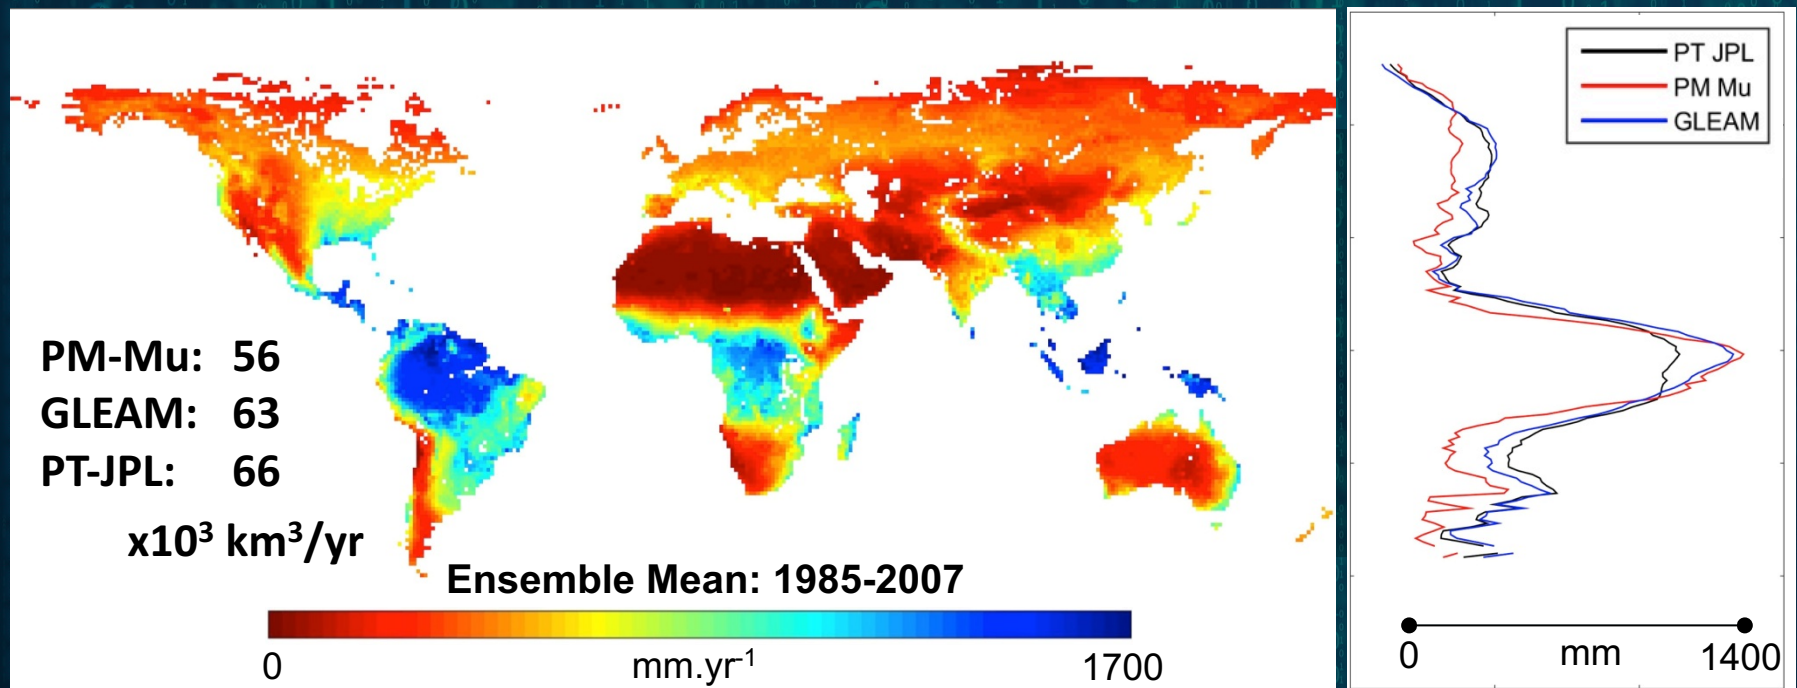 PT JPL
PM Mu
GLEAM
PM-Mu: 56
GLEAM: 63
PT-JPL: 66
x10³ km³/yr
Ensemble Mean: 1985-2007
0 mm.yr⁻¹ 1700
0 mm 1400